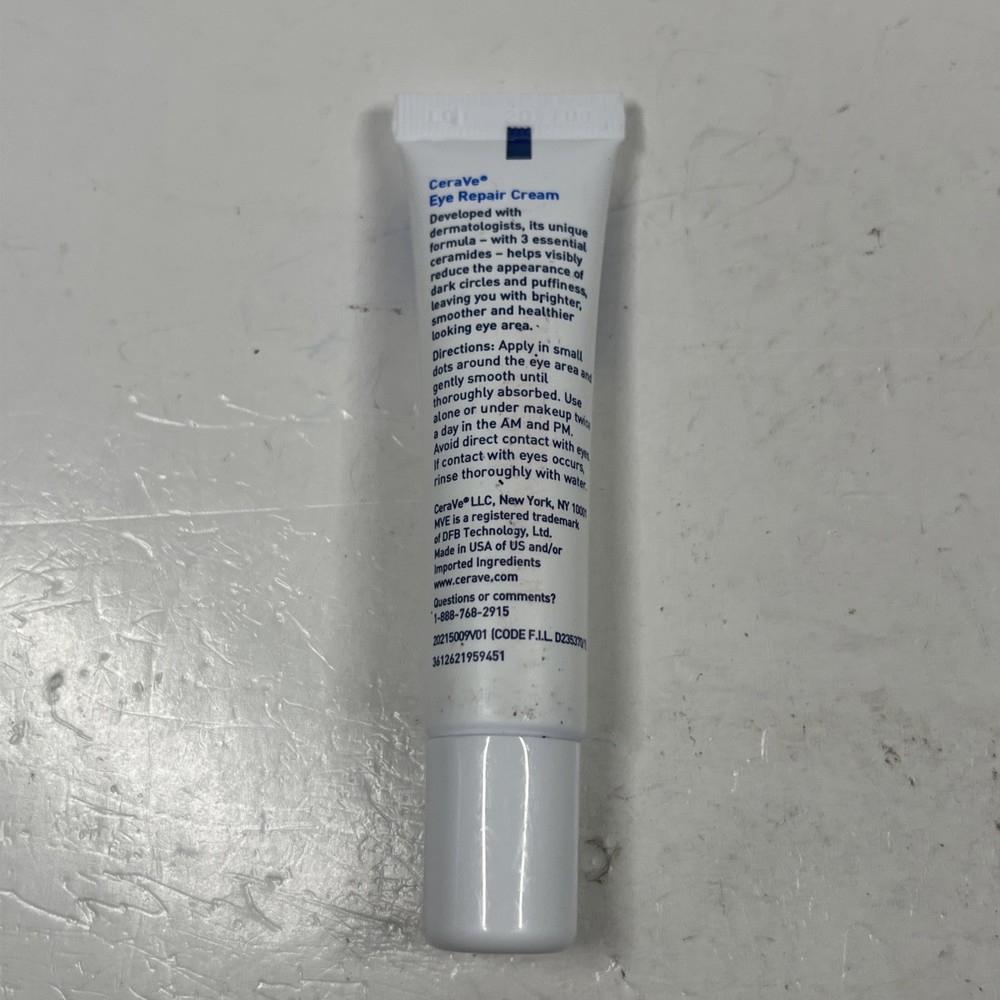 CeraVe®
Eye Repair Cream
Developed with
dermatologists, its unique
formula – with 3 essential
ceramides – helps visibly
reduce the appearance of
dark circles and puffiness,
leaving you with brighter,
smoother and healthier
looking eye area.
Directions: Apply in small
dots around the eye area and
gently smooth until
thoroughly absorbed. Use
alone or under makeup twice
a day in the AM and PM.
Avoid direct contact with eyes.
If contact with eyes occurs,
rinse thoroughly with water.
CeraVe® LLC, New York, NY 10001
MVE is a registered trademark
of DFB Technology, Ltd.
Made in USA of US and/or
Imported Ingredients
www.cerave.com
Questions or comments?
1-888-768-2915
20215009V01 (CODE F.I.L. D235370/1
3612621959451